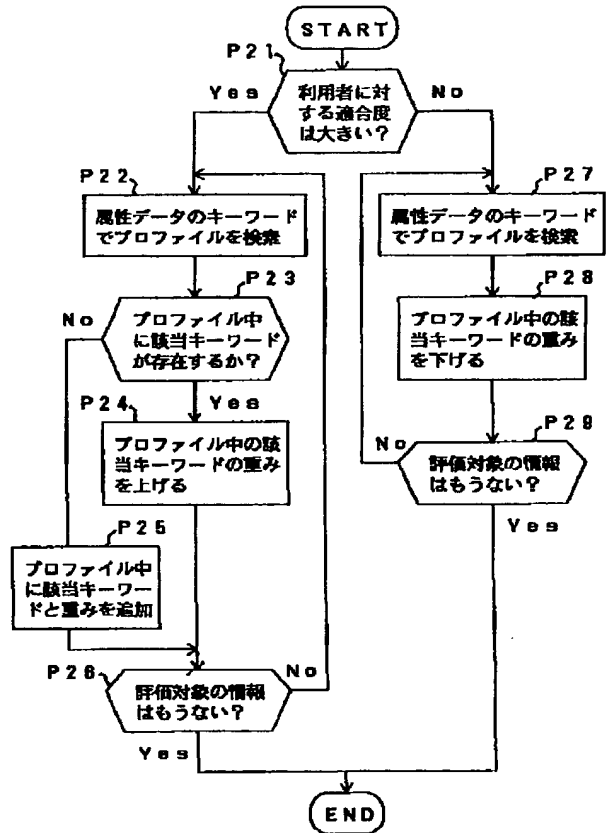 START
P21
利用者に対
する適合度
は大きい?
Yes
No
P22
属性データのキーワード
でプロファイルを検索
P23
プロファイル中
に該当キーワード
が存在するか?
No
Yes
P24
プロファイル中の該
当キーワードの重み
を上げる
P25
プロファイル中
に該当キーワー
ドと重みを追加
P26
評価対象の情報
はもうない?
No
Yes
P27
属性データのキーワード
でプロファイルを検索
P28
プロファイル中の該
当キーワードの重み
を下げる
P29
No
評価対象の情報
はもうない?
Yes
END